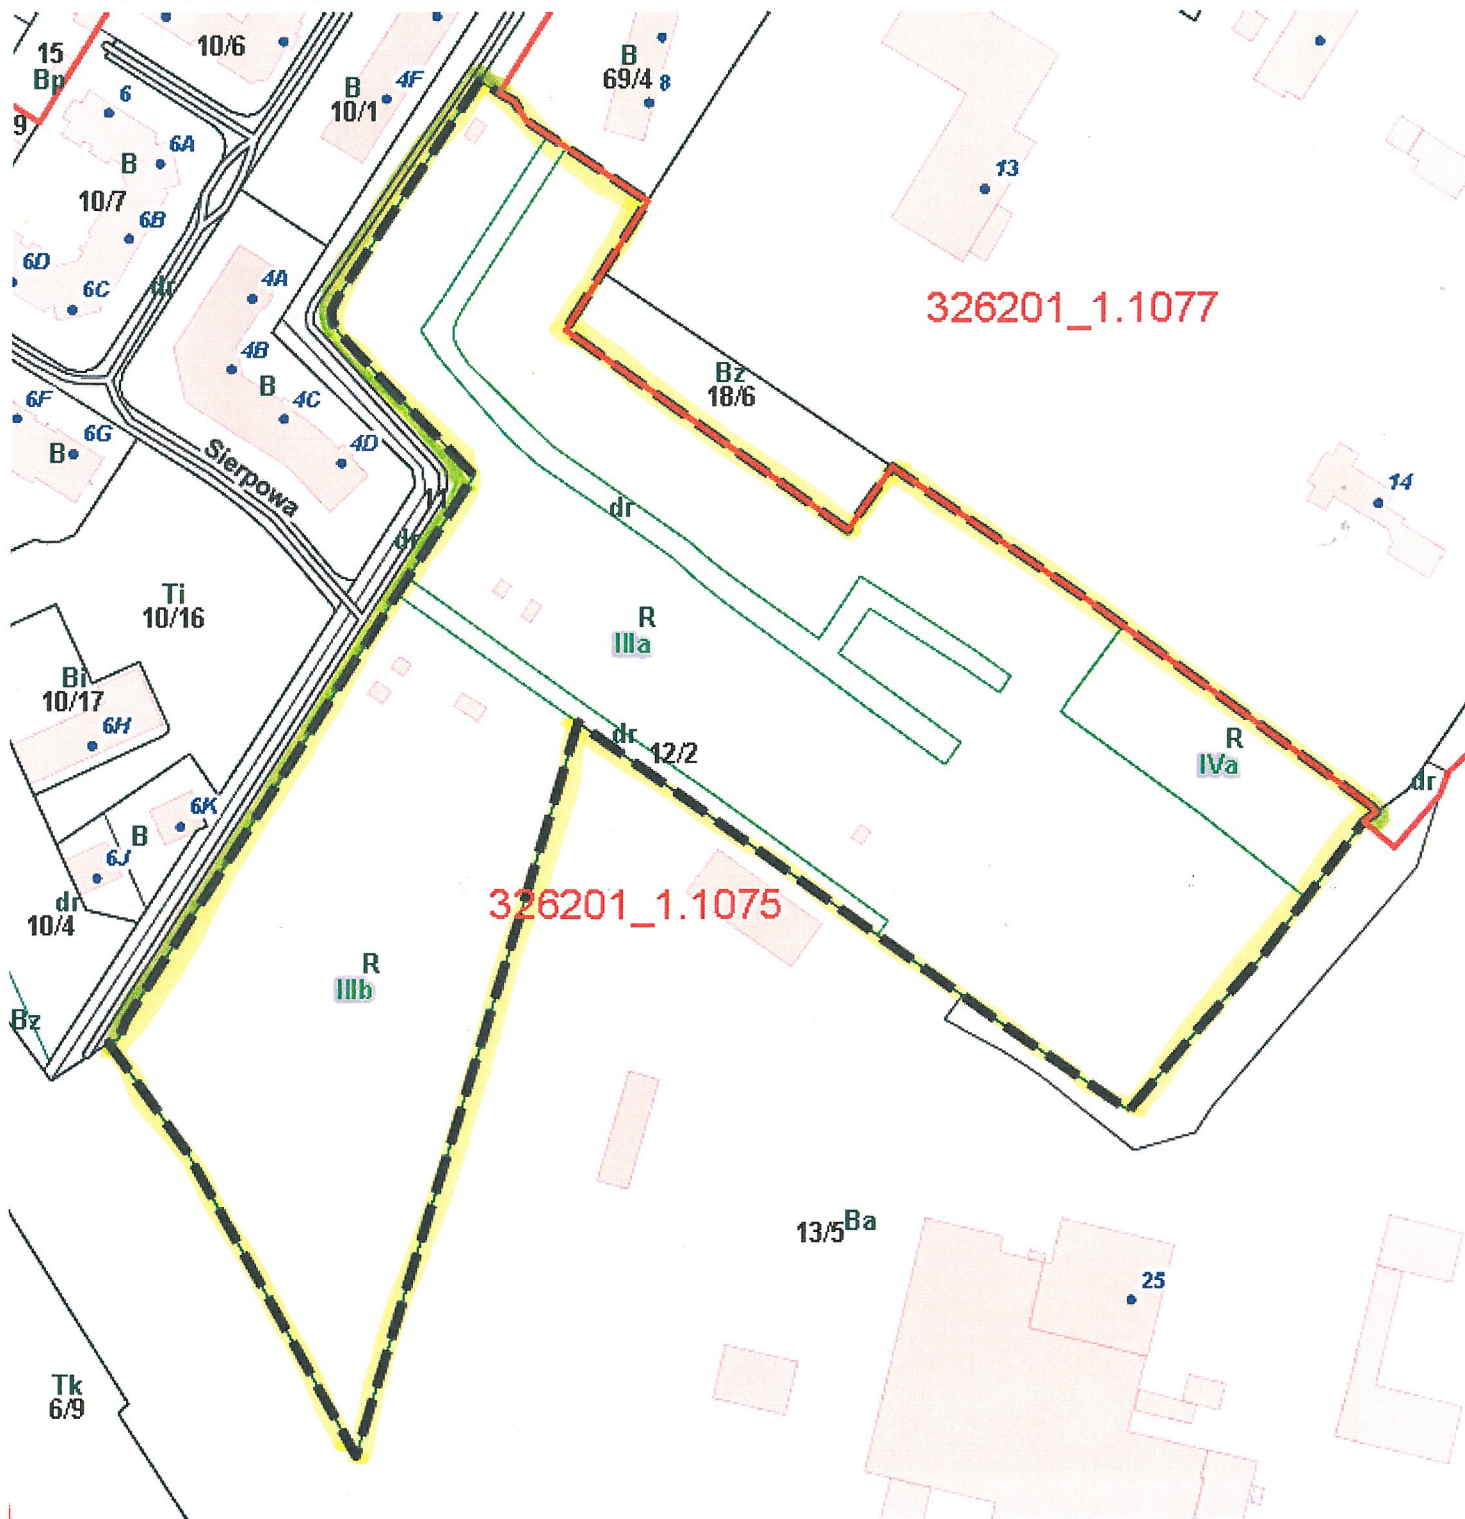 15
Bp
9
10/6
B
10/1
4F
B
69/4
8
6
6A
B
10/7
6B
6D
6C
dr
4A
4B
B
4C
4D
6F
6G
B
Sierpowa
11
dr
13
326201_1.1077
Bz
18/6
14
dr
Ti
10/16
R
IIIa
Bi
10/17
6H
dr
12/2
R
IVa
dr
6K
B
6J
dr
10/4
326201_1.1075
R
IIIb
Bz
13/5
Ba
25
Tk
6/9